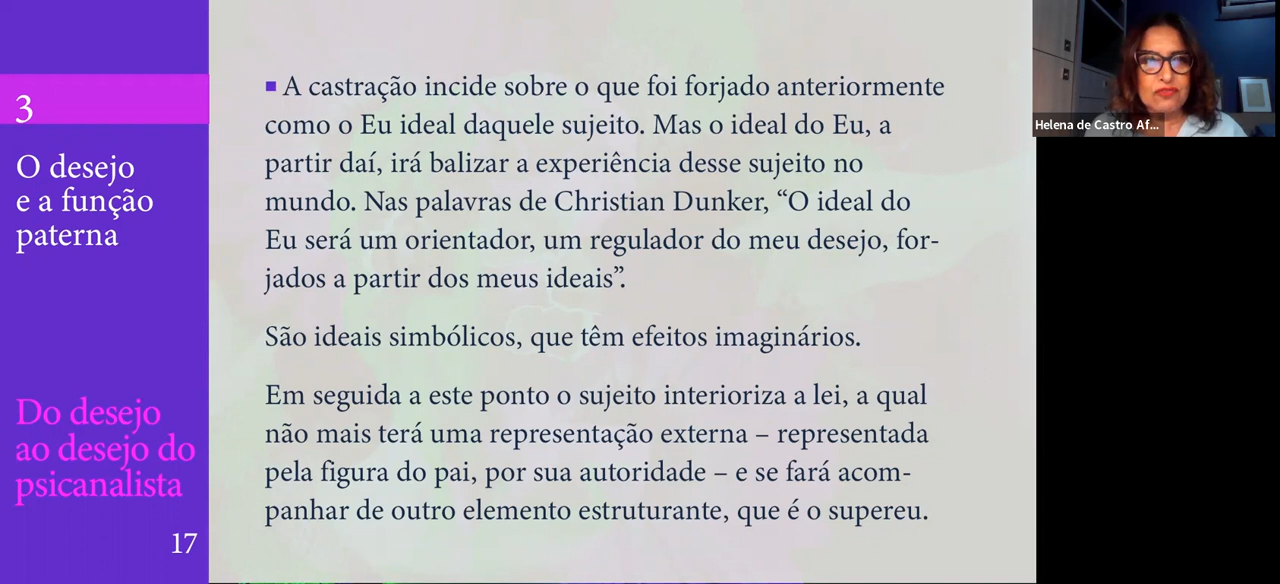 3
O desejo
e a função
paterna
Do desejo
ao desejo do
psicanalista
17
▪ A castração incide sobre o que foi forjado anteriormente
como o Eu ideal daquele sujeito. Mas o ideal do Eu, a
partir daí, irá balizar a experiência desse sujeito no
mundo. Nas palavras de Christian Dunker, “O ideal do
Eu será um orientador, um regulador do meu desejo, for-
jados a partir dos meus ideais”.
São ideais simbólicos, que têm efeitos imaginários.
Em seguida a este ponto o sujeito interioriza a lei, a qual
não mais terá uma representação externa – representada
pela figura do pai, por sua autoridade – e se fará acom-
panhar de outro elemento estruturante, que é o supereu.
Helena de Castro Af...